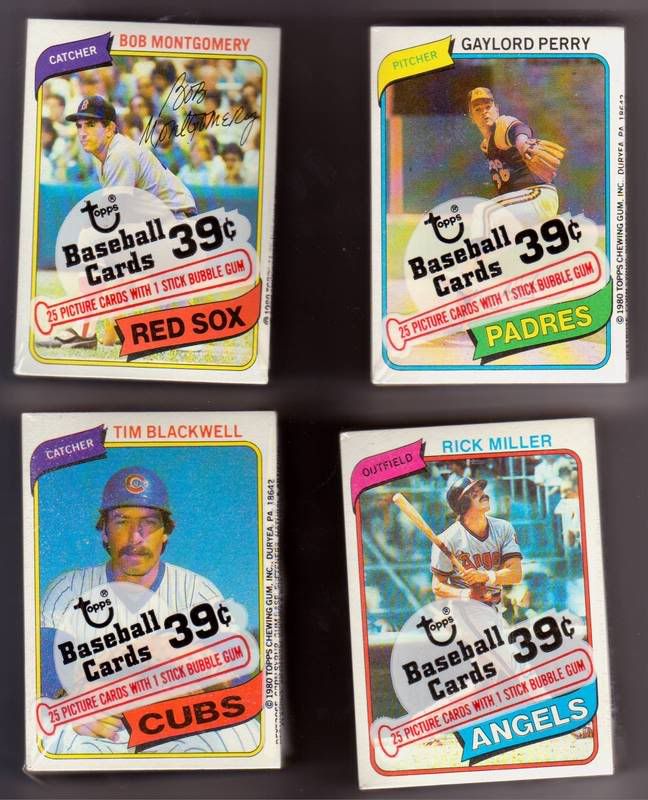 CATCHER
BOB MONTGOMERY
Bob
Montgomery
topps®
Baseball
Cards
39¢
25 PICTURE CARDS WITH 1 STICK BUBBLE GUM
RED SOX
PITCHER
GAYLORD PERRY
topps®
Baseball
Cards
39¢
25 PICTURE CARDS WITH 1 STICK BUBBLE GUM
PADRES
© 1980 TOPPS CHEWING GUM, INC., DURYEA, PA. 18642
CATCHER
TIM BLACKWELL
C
topps®
Baseball
Cards
39¢
25 PICTURE CARDS WITH 1 STICK BUBBLE GUM
CUBS
© 1980 TOPPS CHEWING GUM, INC., DURYEA, PA. 18642
OUTFIELD
RICK MILLER
topps®
Baseball
Cards
39¢
25 PICTURE CARDS WITH 1 STICK BUBBLE GUM
ANGELS